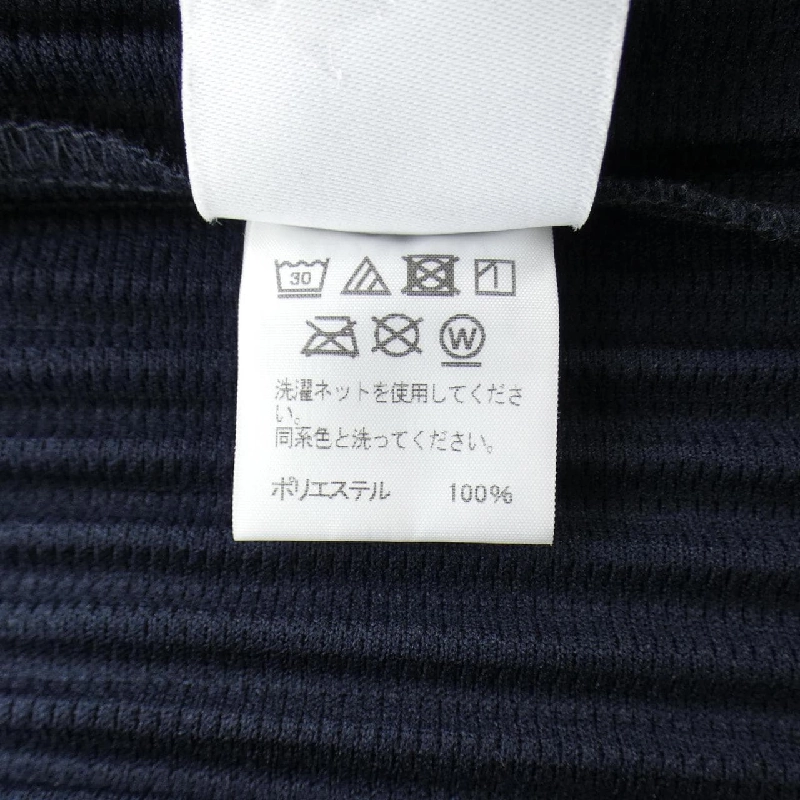 30
W
洗濯ネットを使用してくださ
い。
同系色と洗ってください。
ポリエステル 100%